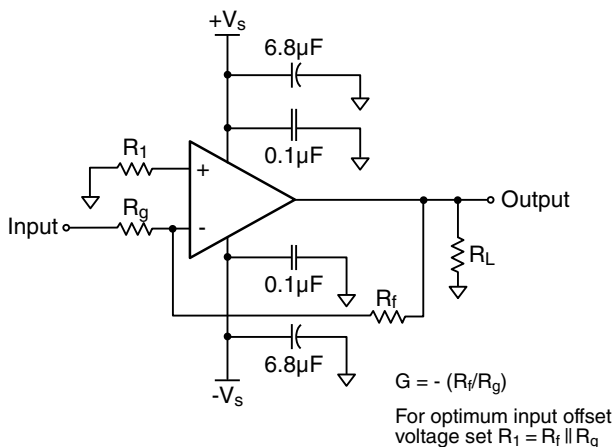 +Vs
6.8µF
0.1µF
R1
+
Rg
Input
-
Output
RL
0.1µF
Rf
6.8µF
-Vs
G = - (Rf/Rg)
For optimum input offset
voltage set R1 = Rf || Rg